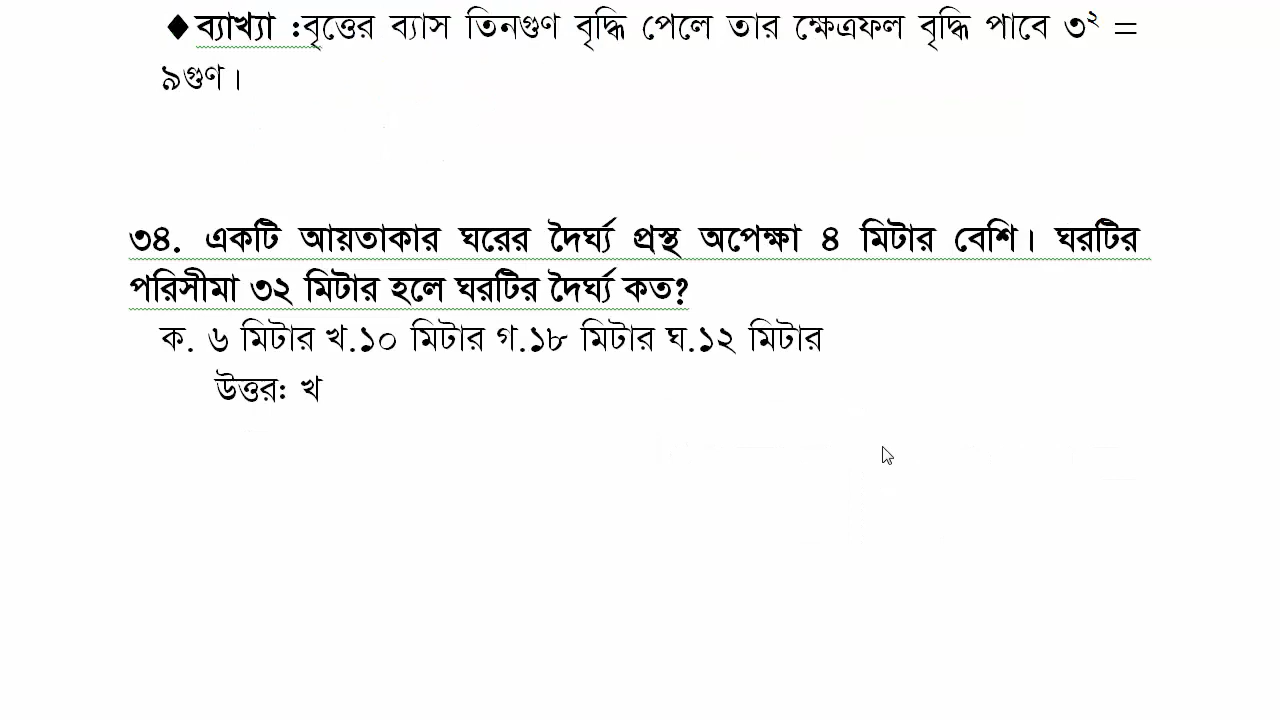 ♦ব্যাখ্যা :বৃত্তের ব্যাস তিনগুণ বৃদ্ধি পেলে তার ক্ষেত্রফল বৃদ্ধি পাবে ৩² =
৯গুণ।
৩৪. একটি আয়তাকার ঘরের দৈর্ঘ্য প্রস্থ অপেক্ষা ৪ মিটার বেশি। ঘরটির
পরিসীমা ৩২ মিটার হলে ঘরটির দৈর্ঘ্য কত?
ক. ৬ মিটার খ.১০ মিটার গ.১৮ মিটার ঘ.১২ মিটার
উত্তর: খ